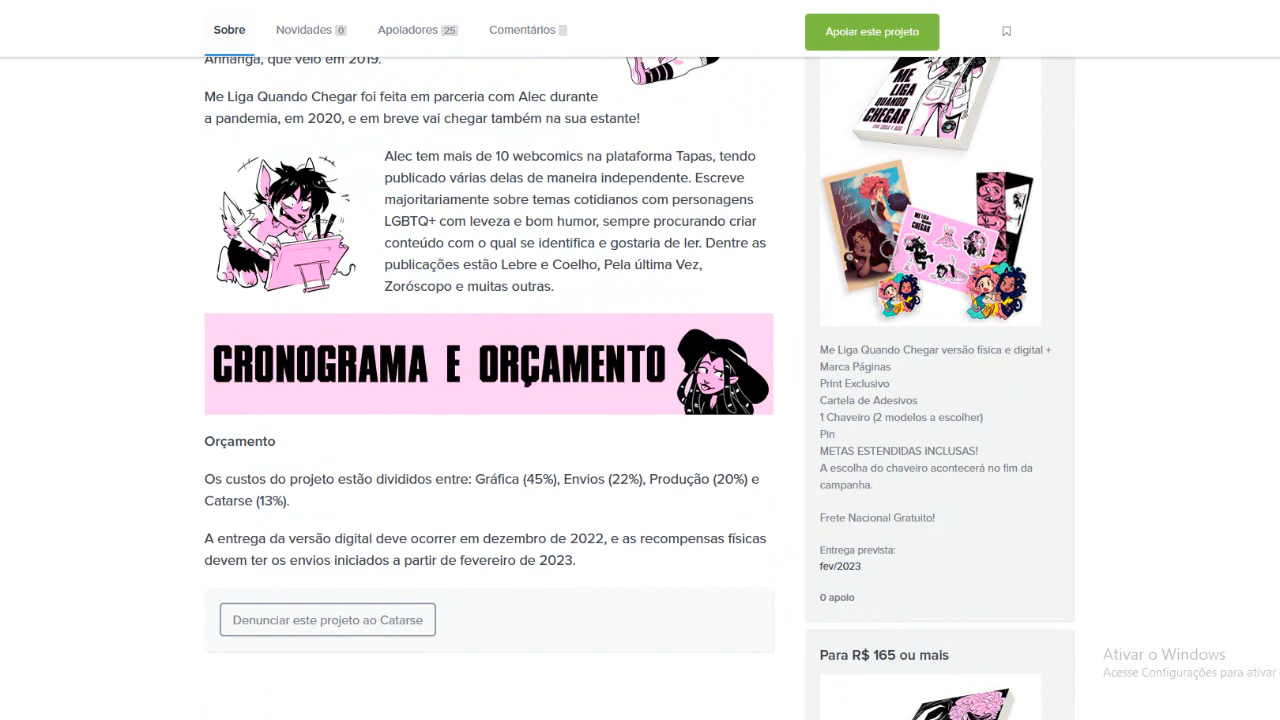 Sobre
Novidades 0
Apoiadores 25
Comentários
Apoiar este projeto
Anhangá, que veio em 2019.
Me Liga Quando Chegar foi feita em parceria com Alec durante
a pandemia, em 2020, e em breve vai chegar também na sua estante!
Alec tem mais de 10 webcomics na plataforma Tapas, tendo
publicado várias delas de maneira independente. Escreve
majoritariamente sobre temas cotidianos com personagens
LGBTQ+ com leveza e bom humor, sempre procurando criar
conteúdo com o qual se identifica e gostaria de ler. Dentre as
publicações estão Lebre e Coelho, Pela última Vez,
Zoróscopo e muitas outras.
CRONOGRAMA E ORÇAMENTO
Orçamento
Os custos do projeto estão divididos entre: Gráfica (45%), Envios (22%), Produção (20%) e
Catarse (13%).
A entrega da versão digital deve ocorrer em dezembro de 2022, e as recompensas físicas
devem ter os envios iniciados a partir de fevereiro de 2023.
Denunciar este projeto ao Catarse
ME
LIGA
QUANDO
CHEGAR
ME LIGA
CHEGAR
Me Liga Quando Chegar versão física e digital +
Marca Páginas
Print Exclusivo
Cartela de Adesivos
1 Chaveiro (2 modelos a escolher)
Pin
METAS ESTENDIDAS INCLUSAS!
A escolha do chaveiro acontecerá no fim da
campanha.
Frete Nacional Gratuito!
Entrega prevista:
fev/2023
0 apoio
Para R$ 165 ou mais
Ativar o Windows
Acesse Configurações para ativar